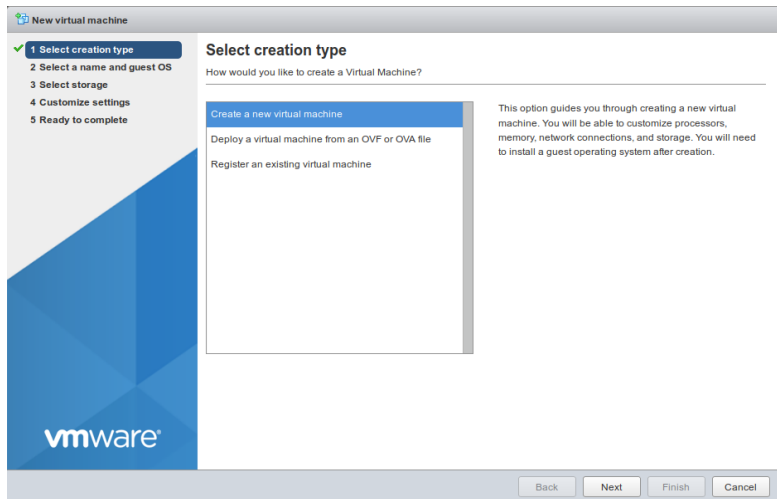 New virtual machine
1 Select creation type
2 Select a name and guest OS
3 Select storage
4 Customize settings
5 Ready to complete
Select creation type
How would you like to create a Virtual Machine?
Create a new virtual machine
Deploy a virtual machine from an OVF or OVA file
Register an existing virtual machine
This option guides you through creating a new virtual
machine. You will be able to customize processors,
memory, network connections, and storage. You will need
to install a guest operating system after creation.
vmware®
Back Next Finish Cancel